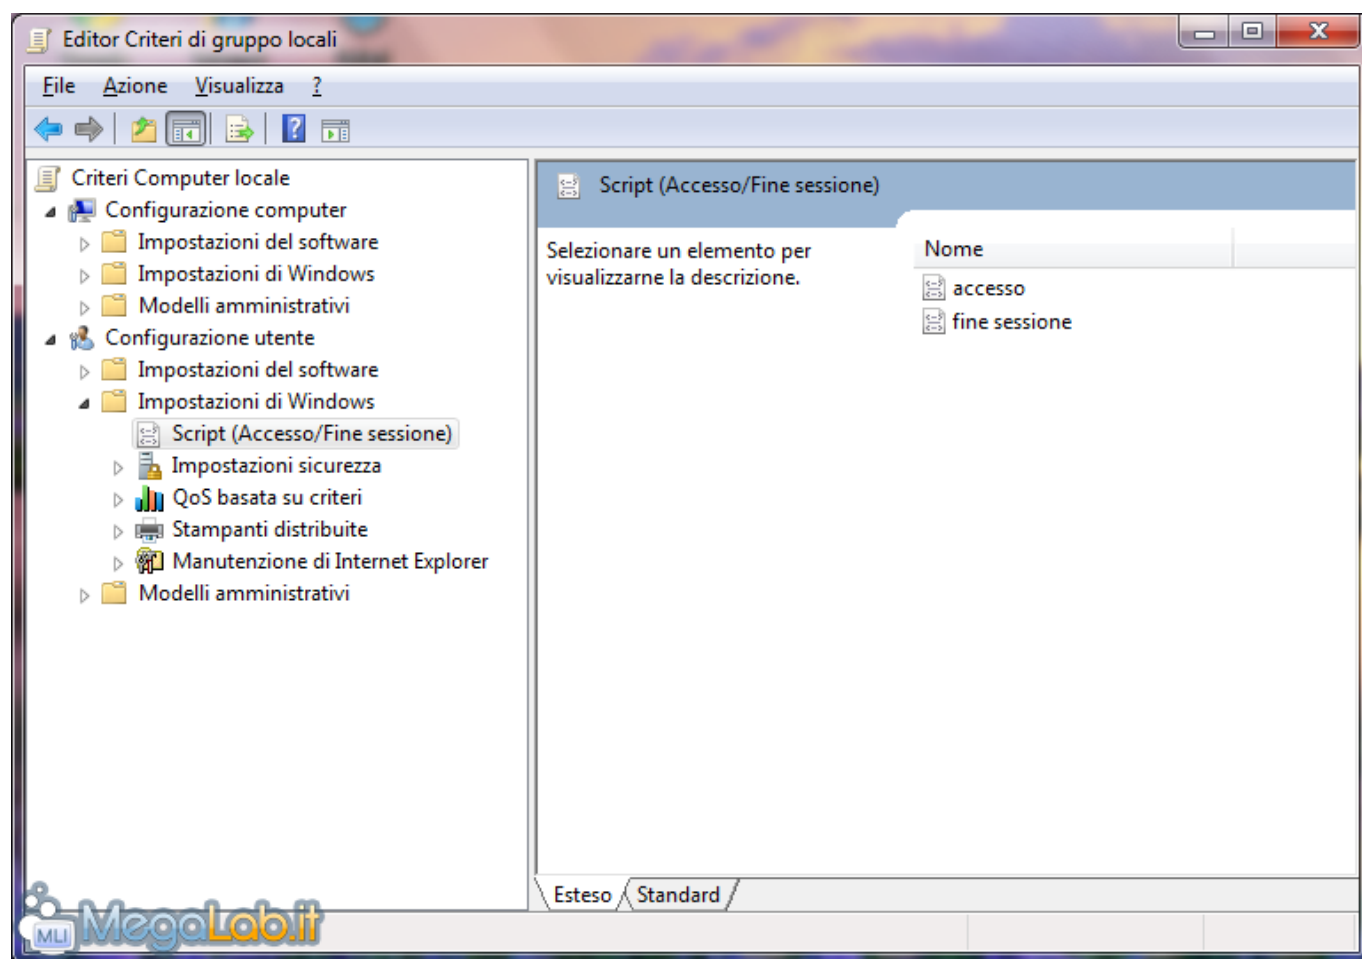 Editor Criteri di gruppo locali
File Azione Visualizza ?
Criteri Computer locale
Configurazione computer
Impostazioni del software
Impostazioni di Windows
Modelli amministrativi
Configurazione utente
Impostazioni del software
Impostazioni di Windows
Script (Accesso/Fine sessione)
Impostazioni sicurezza
QoS basata su criteri
Stampanti distribuite
Manutenzione di Internet Explorer
Modelli amministrativi
Script (Accesso/Fine sessione)
Selezionare un elemento per
visualizzarne la descrizione.
Nome
accesso
fine sessione
Esteso Standard
MLI MegaLab.it